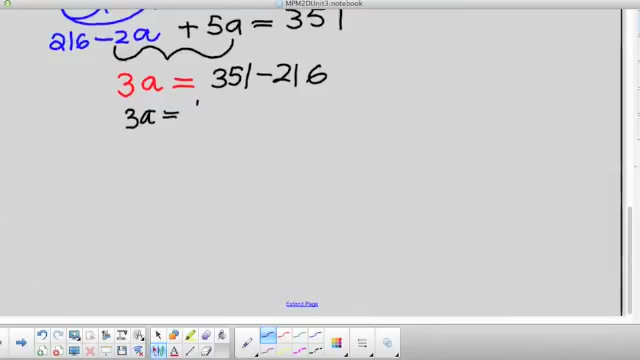 MPM2DUnit3.notebook
216-2a + 5a = 351
3a = 351-216
3a =
Extend Page